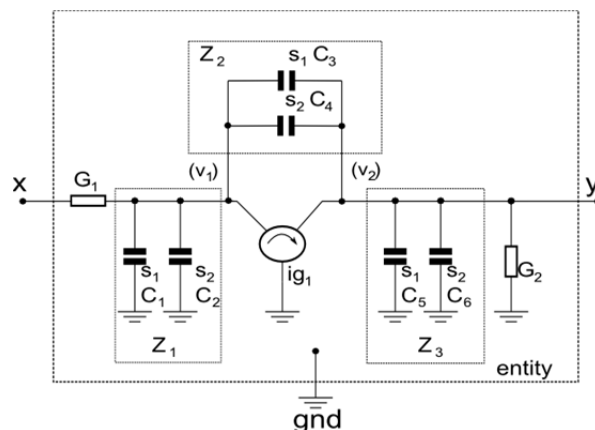 Z2
s1 C3
s2 C4
(v1)
(v2)
x
G1
y
s1
C1
s2
C2
ig1
s1
C5
s2
C6
G2
Z1
Z3
entity
gnd